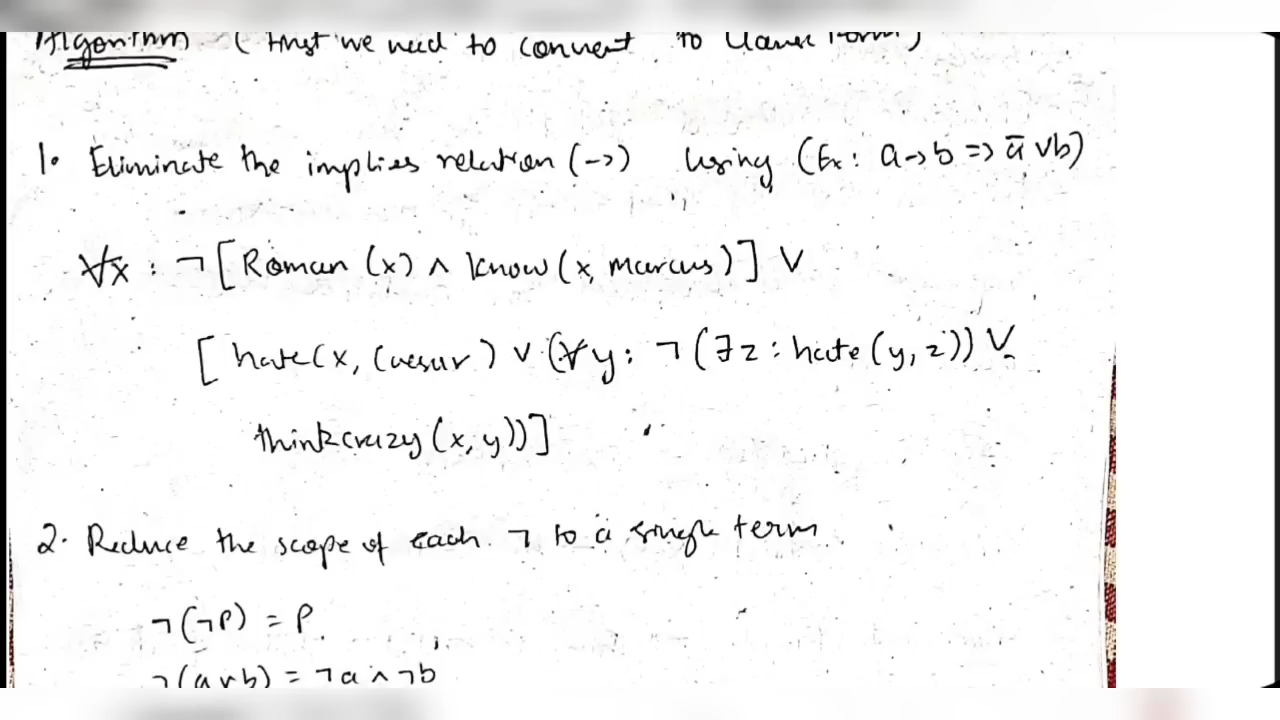 Algorithm (first we need to convert to clause form)
1. Eliminate the implies relation (->) using (Ex: a->b => a̅ ∨ b)
∀x : ¬[Roman (x) ∧ know (x, marcus)] ∨
[hate(x, Caesar) ∨ (∀y: ¬(∃z : hate (y, z)) ∨
thinkcrazy (x, y))]
2. Reduce the scope of each ¬ to a single term
¬(¬P) = P.
¬(a∨b) = ¬a ∧ ¬b